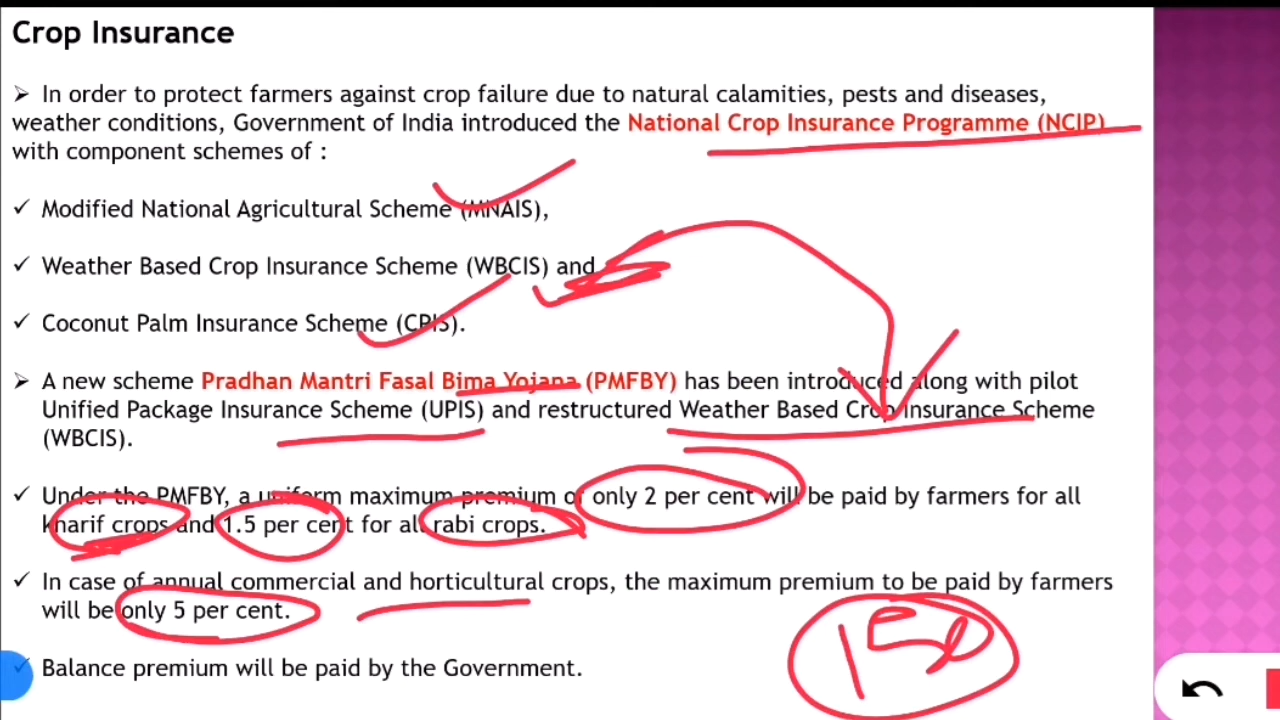 Crop Insurance
➢ In order to protect farmers against crop failure due to natural calamities, pests and diseases,
weather conditions, Government of India introduced the National Crop Insurance Programme (NCIP)
with component schemes of :
✓ Modified National Agricultural Scheme (MNAIS),
✓ Weather Based Crop Insurance Scheme (WBCIS) and
✓ Coconut Palm Insurance Scheme (CPIS).
➢ A new scheme Pradhan Mantri Fasal Bima Yojana (PMFBY) has been introduced along with pilot
Unified Package Insurance Scheme (UPIS) and restructured Weather Based Crop Insurance Scheme
(WBCIS).
✓ Under the PMFBY, a uniform maximum premium of only 2 per cent will be paid by farmers for all
kharif crops and 1.5 per cent for all rabi crops.
✓ In case of annual commercial and horticultural crops, the maximum premium to be paid by farmers
will be only 5 per cent.
✓ Balance premium will be paid by the Government.